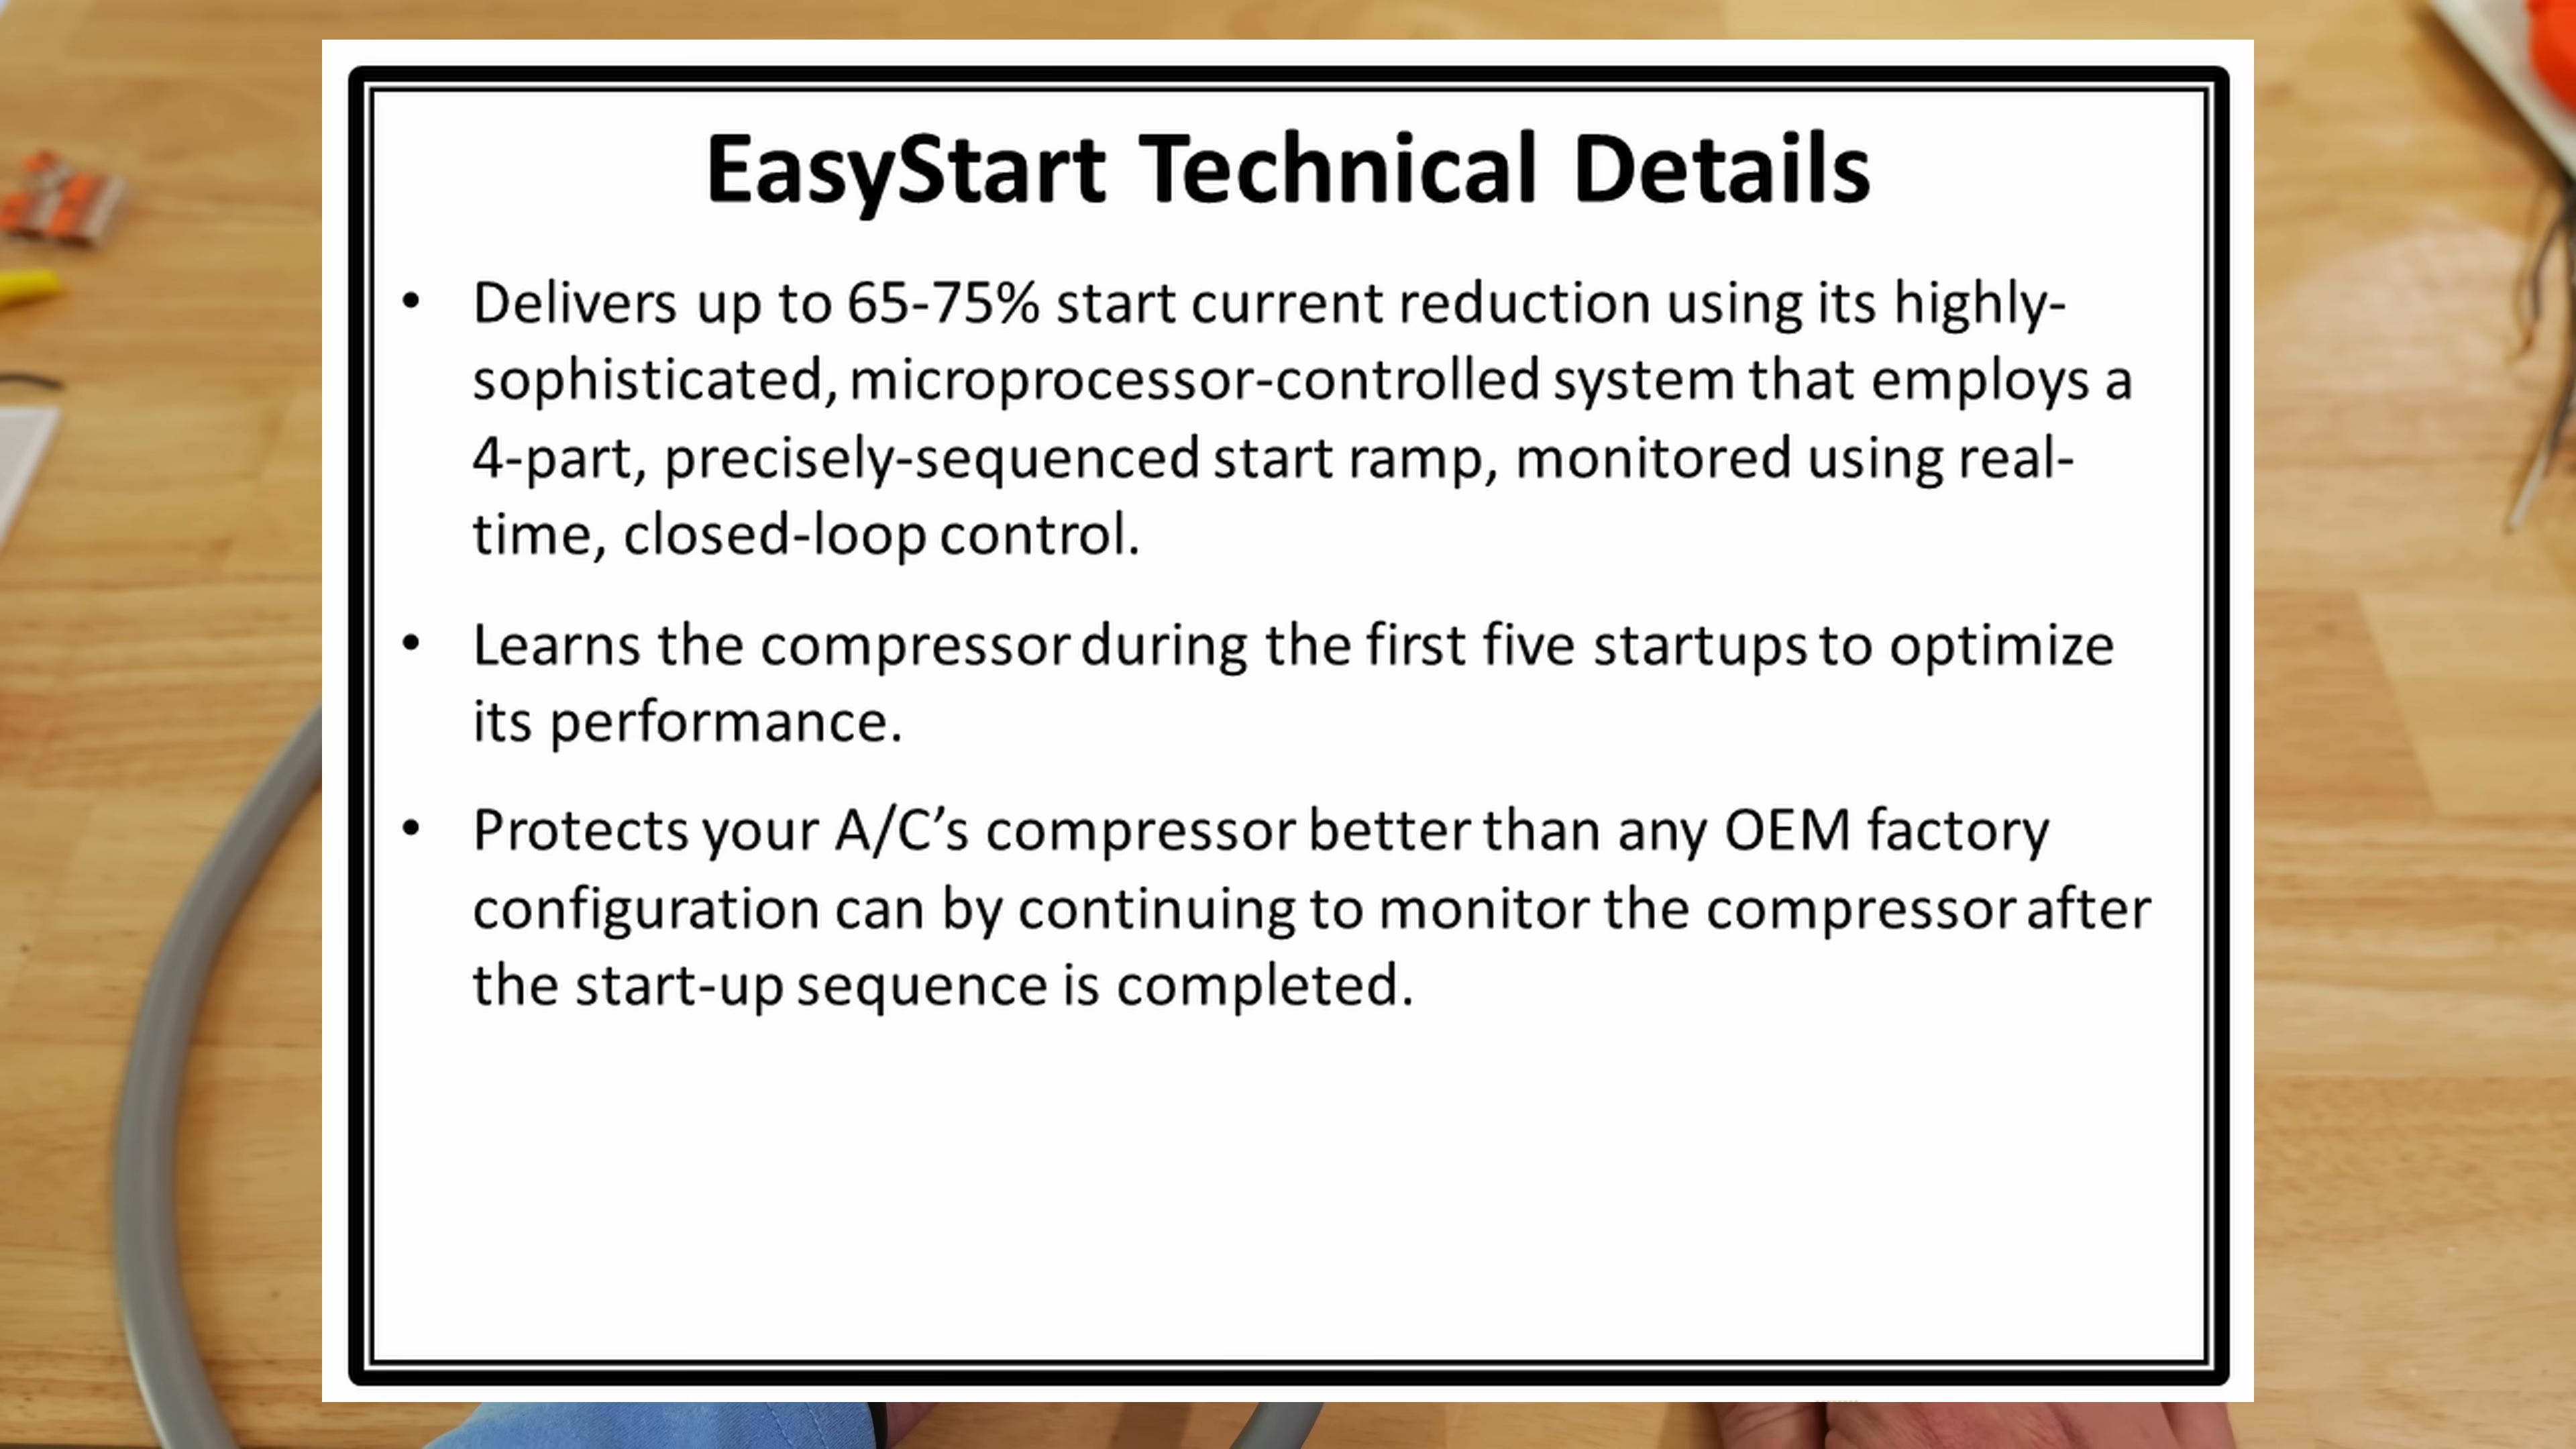 EasyStart Technical Details
• Delivers up to 65-75% start current reduction using its highly-
sophisticated, microprocessor-controlled system that employs a
4-part, precisely-sequenced start ramp, monitored using real-
time, closed-loop control.
• Learns the compressor during the first five startups to optimize
its performance.
• Protects your A/C’s compressor better than any OEM factory
configuration can by continuing to monitor the compressor after
the start-up sequence is completed.